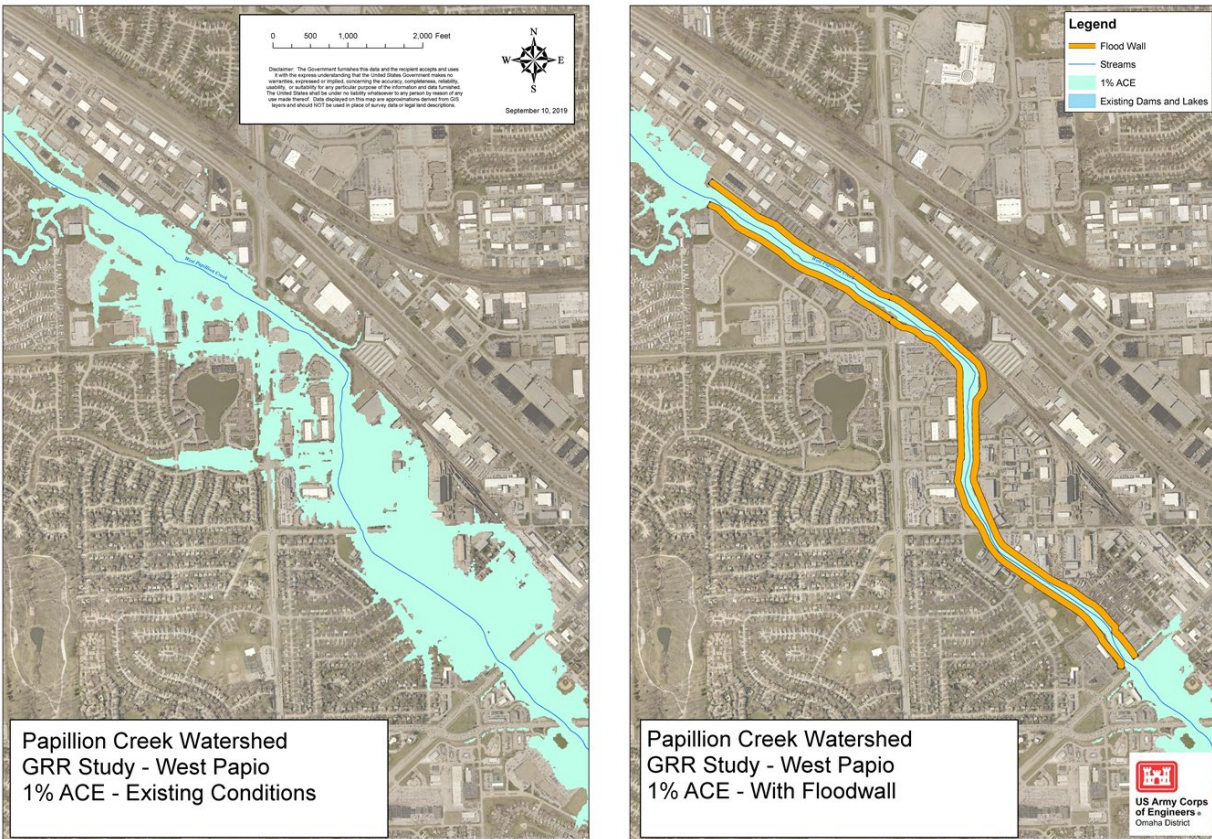 0 500 1,000 2,000 Feet
N
W E
S
Disclaimer: The Government furnishes this data and the recipient accepts and uses
it with the express understanding that the United States Government makes no
warranties, expressed or implied, concerning the accuracy, completeness, reliability,
usability, or suitability for any particular purpose of the information and data furnished.
The United States shall be under no liability whatsoever to any person by reason of any
use made thereof. Data displayed on this map are approximations derived from GIS
layers and should NOT be used in place of survey data or legal land descriptions.
September 10, 2019
West Papillion Creek
Papillion Creek Watershed
GRR Study - West Papio
1% ACE - Existing Conditions
Legend
Flood Wall
Streams
1% ACE
Existing Dams and Lakes
West Papillion Creek
Papillion Creek Watershed
GRR Study - West Papio
1% ACE - With Floodwall
US Army Corps
of Engineers ®
Omaha District